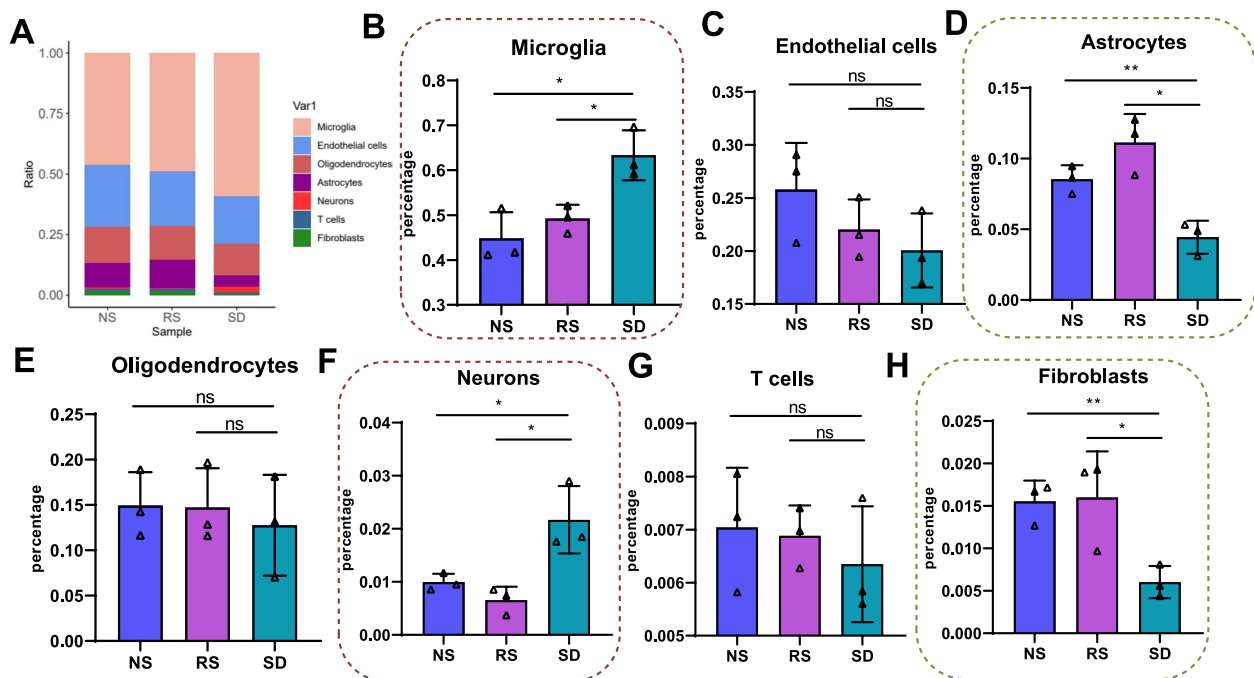 A
1.00
0.75
0.50
0.25
0.00
Ratio
NS
RS
SD
Sample
Var1
Microglia
Endothelial cells
Oligodendrocytes
Astrocytes
Neurons
T cells
Fibroblasts
B
Microglia
percentage
0.8
0.7
0.6
0.5
0.4
0.3
*
*
NS
RS
SD
C
Endothelial cells
percentage
0.35
0.30
0.25
0.20
0.15
ns
ns
NS
RS
SD
D
Astrocytes
percentage
0.15
0.10
0.05
0.00
**
*
NS
RS
SD
E
Oligodendrocytes
percentage
0.25
0.20
0.15
0.10
0.05
0.00
ns
ns
NS
RS
SD
F
Neurons
percentage
0.04
0.03
0.02
0.01
0.00
*
*
NS
RS
SD
G
T cells
percentage
0.009
0.008
0.007
0.006
0.005
ns
ns
NS
RS
SD
H
Fibroblasts
percentage
0.025
0.020
0.015
0.010
0.005
0.000
**
*
NS
RS
SD